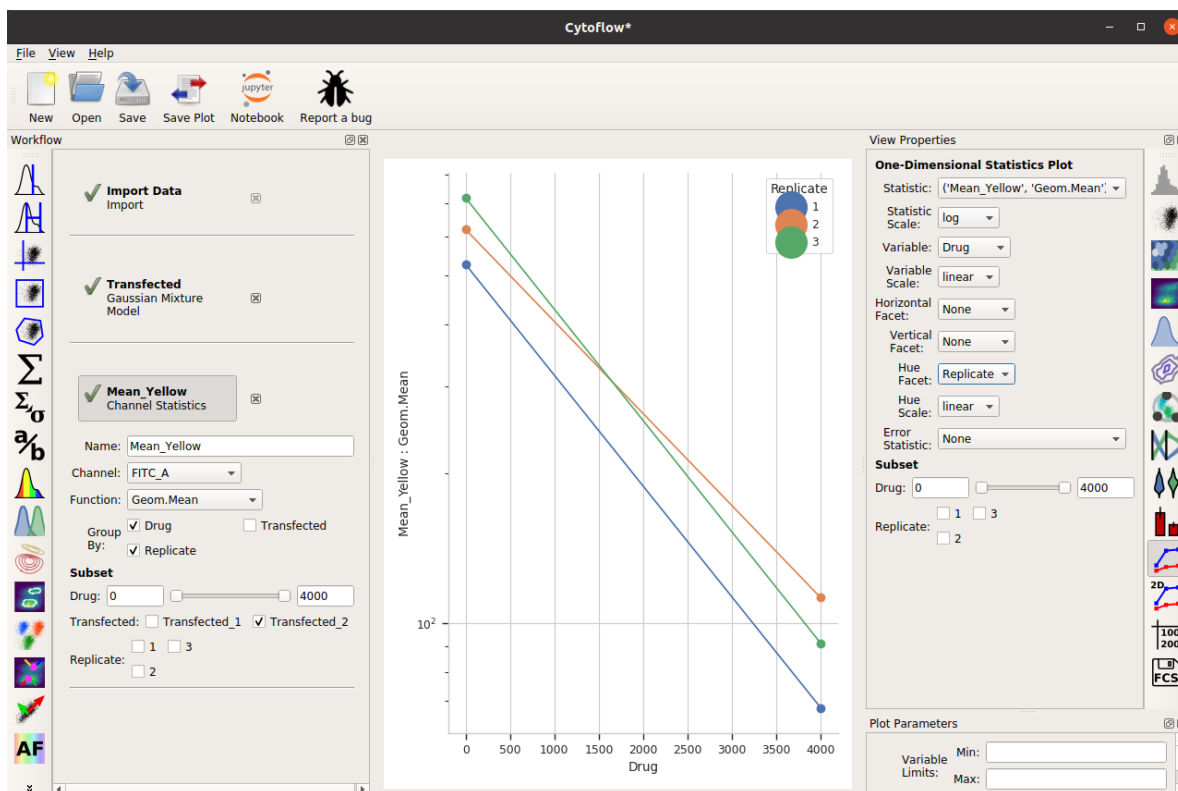 Cytoflow*
File View Help
New Open Save Save Plot Notebook Report a bug
jupyter
Workflow
Import Data
Import
Transfected
Gaussian Mixture
Model
Mean_Yellow
Channel Statistics
Name: Mean_Yellow
Channel: FITC_A
Function: Geom.Mean
Group By: Drug Transfected
Replicate
Subset
Drug: 0 4000
Transfected: Transfected_1 Transfected_2
Replicate: 1 3
2
Σ
Σ,σ
a/b
AF
Mean_Yellow : Geom.Mean
10²
Replicate
1
2
3
0 500 1000 1500 2000 2500 3000 3500 4000
Drug
View Properties
One-Dimensional Statistics Plot
Statistic: ('Mean_Yellow', 'Geom.Mean')
Statistic Scale: log
Variable: Drug
Variable Scale: linear
Horizontal Facet: None
Vertical Facet: None
Hue Facet: Replicate
Hue Scale: linear
Error Statistic: None
Subset
Drug: 0 4000
Replicate: 1 3
2
2D
100
200
FCS
Plot Parameters
Variable Limits: Min:
Max: